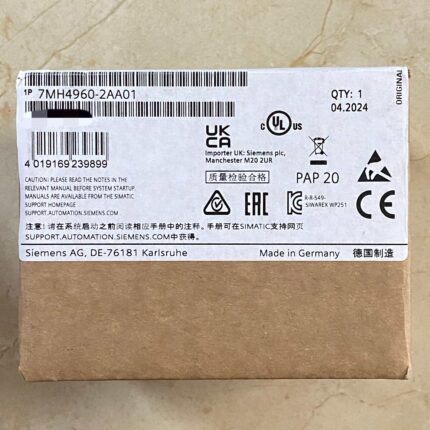 1P 7MH4960-2AA01
QTY: 1
04.2024
ORIGINAL
UK
CA
c UL us
Importer UK: Siemens plc,
Manchester M20 2UR
4 019169 239899
质量检验合格
PAP 20
CAUTION: PLEASE READ THE NOTES IN THE
RELEVANT MANUAL BEFORE SYSTEM STARTUP.
MANUALS ARE AVAILABLE FROM THE SIMATIC
SUPPORT HOMEPAGE
SUPPORT.AUTOMATION.SIEMENS.COM
EAC
R-R-S49-
SIWAREX WP251
CE
注意!请在系统启动之前阅读相应手册中的注释。手册可在SIMATIC支持网页
SUPPORT.AUTOMATION.SIEMENS.COM中获得。
Siemens AG, DE-76181 Karlsruhe
Made in Germany 德国制造